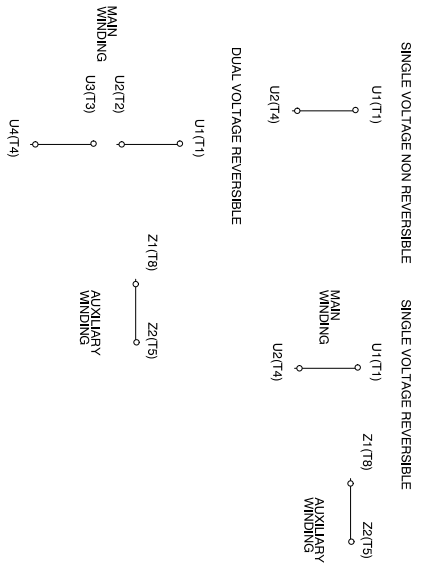 SINGLE VOLTAGE NON REVERSIBLE
U1(T1)
U2(T4)
SINGLE VOLTAGE REVERSIBLE
U1(T1)
MAIN
WINDING
U2(T4)
Z1(T8)
Z2(T5)
AUXILIARY
WINDING
DUAL VOLTAGE REVERSIBLE
U1(T1)
MAIN
WINDING
U2(T2)
U3(T3)
U4(T4)
Z1(T8)
Z2(T5)
AUXILIARY
WINDING